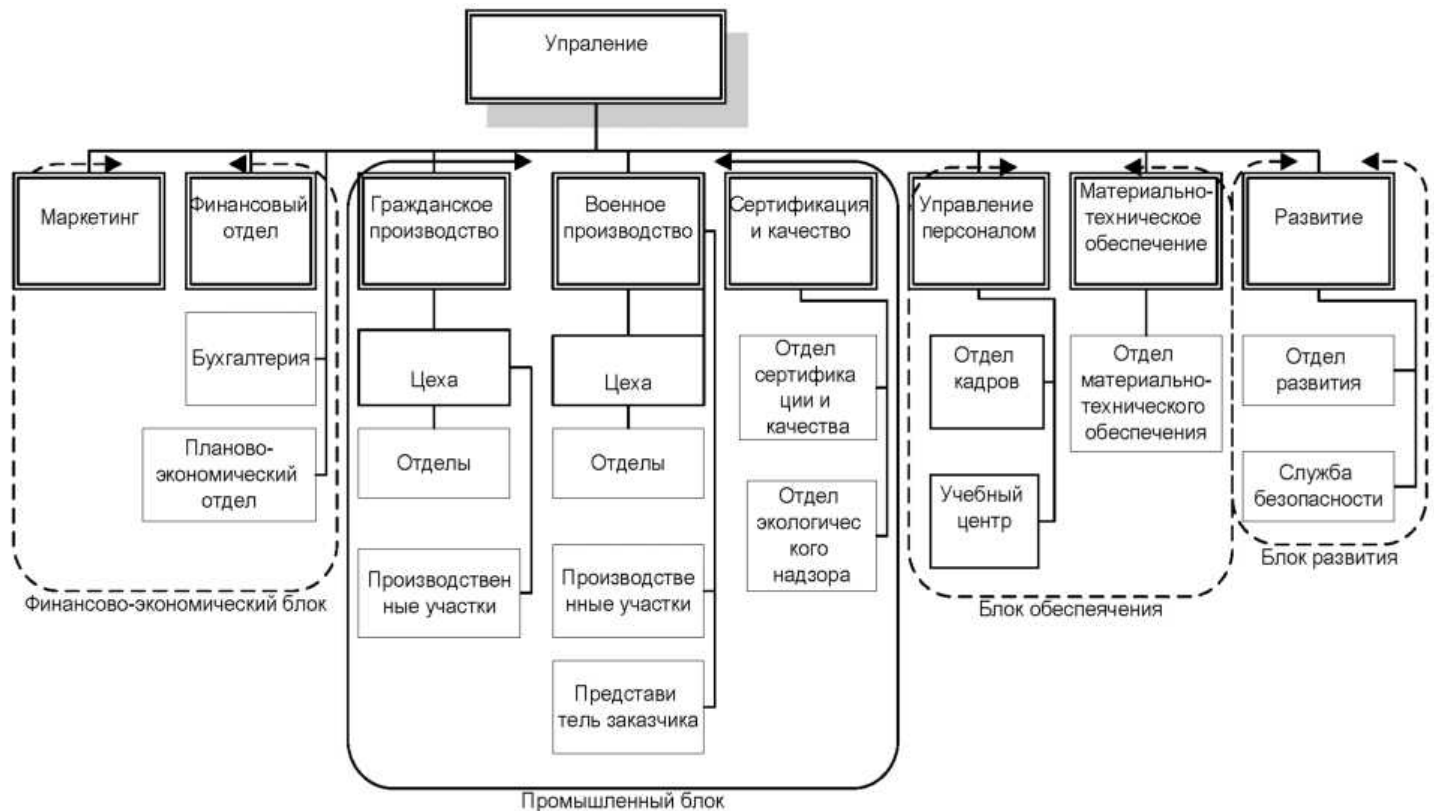 Упраление
Маркетинг
Финансовый
отдел
Гражданское
производство
Военное
производство
Сертификация
и качество
Управление
персоналом
Материально-
техническое
обеспечение
Развитие
Бухгалтерия
Планово-
экономический
отдел
Финансово-экономический блок
Цеха
Отделы
Производствен
ные участки
Цеха
Отделы
Производстве
нные участки
Представи
тель заказчика
Отдел
сертифика
ции и
качества
Отдел
экологичес
кого
надзора
Промышленный блок
Отдел
кадров
Учебный
центр
Отдел
материально-
технического
обеспечения
Блок обеспеячения
Отдел
развития
Служба
безопасности
Блок развития